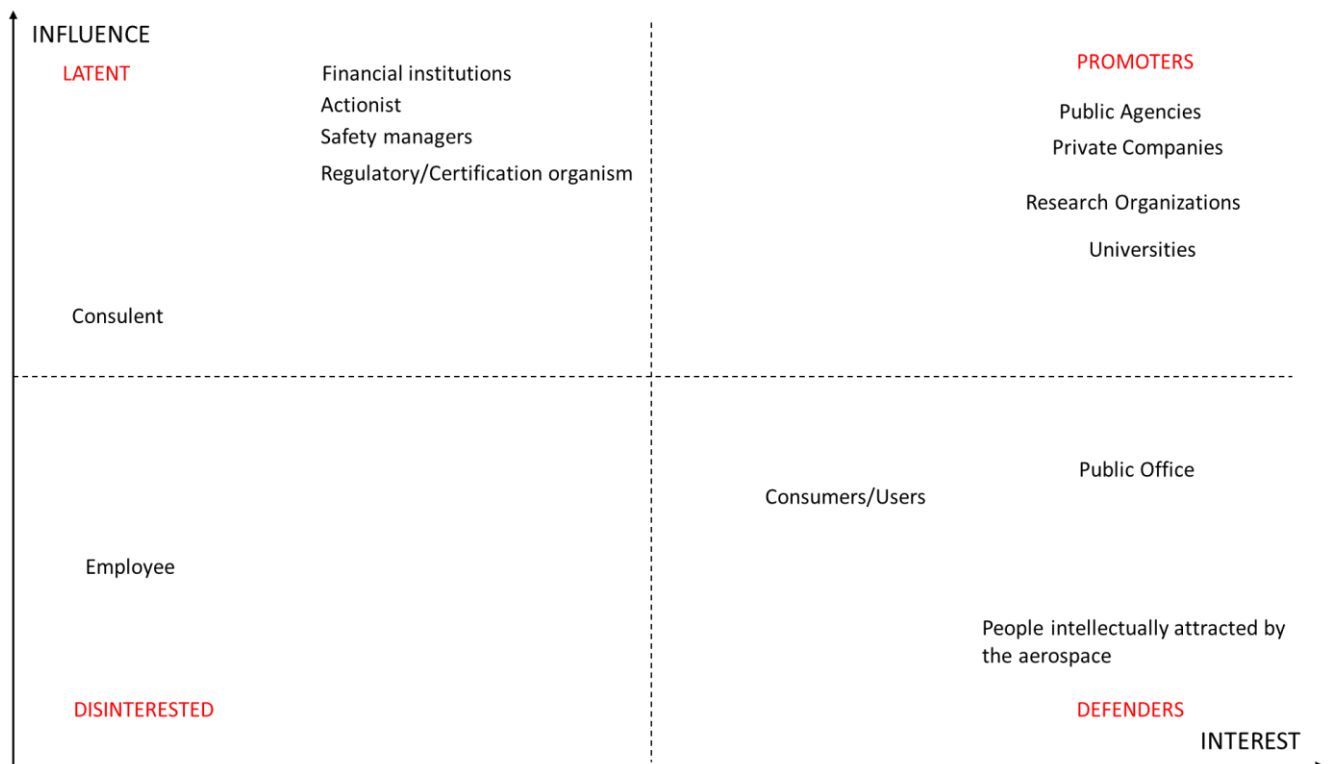 INFLUENCE
LATENT
Financial institutions
Actionist
Safety managers
Regulatory/Certification organism
Consulent
PROMOTERS
Public Agencies
Private Companies
Research Organizations
Universities
Employee
DISINTERESTED
Public Office
Consumers/Users
People intellectually attracted by
the aerospace
DEFENDERS
INTEREST